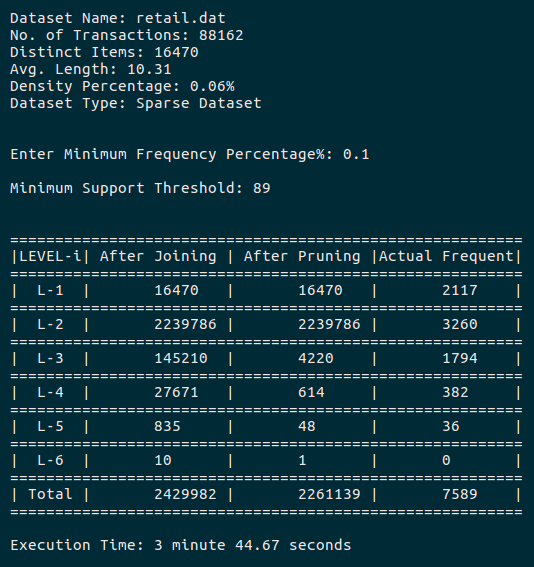 Dataset Name: retail.dat
No. of Transactions: 88162
Distinct Items: 16470
Avg. Length: 10.31
Density Percentage: 0.06%
Dataset Type: Sparse Dataset
Enter Minimum Frequency Percentage%: 0.1
Minimum Support Threshold: 89
=========================================================
|LEVEL-i| After Joining | After Pruning |Actual Frequent|
=========================================================
|  L-1  |       16470   |       16470   |       2117    |
=========================================================
|  L-2  |       2239786 |       2239786 |       3260    |
=========================================================
|  L-3  |       145210  |       4220    |       1794    |
=========================================================
|  L-4  |       27671   |       614     |       382     |
=========================================================
|  L-5  |       835     |       48      |       36      |
=========================================================
|  L-6  |       10      |       1       |       0       |
=========================================================
| Total |       2429982 |       2261139 |       7589    |
=========================================================
Execution Time: 3 minute 44.67 seconds